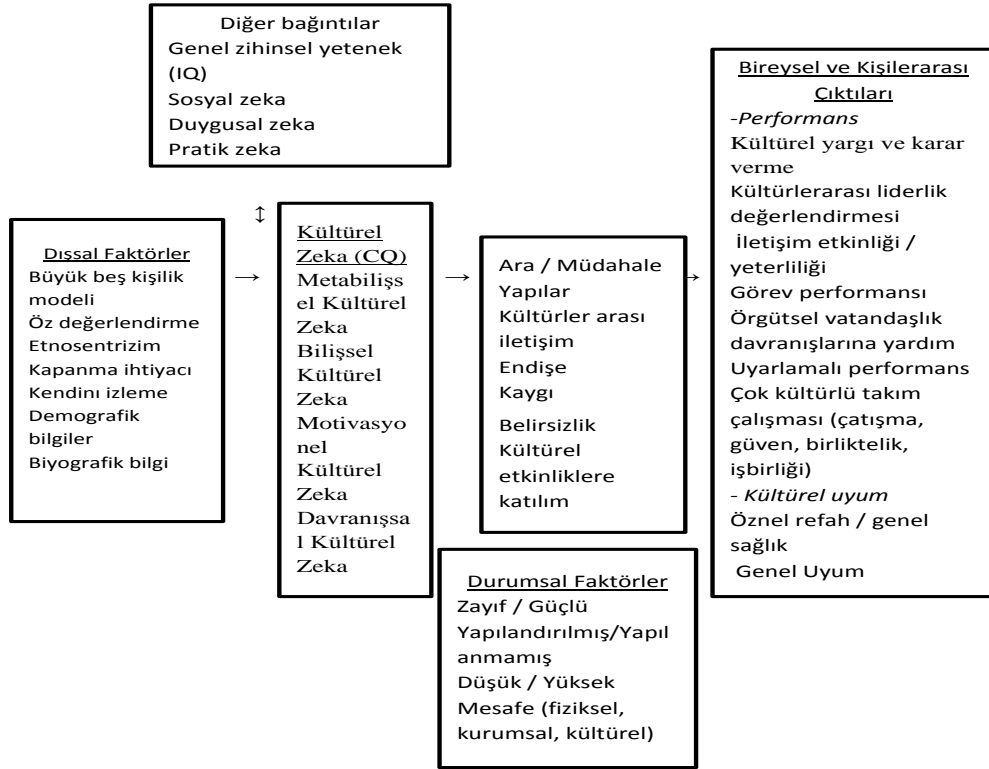 Diğer bağıntılar
Genel zihinsel yetenek
(IQ)
Sosyal zeka
Duygusal zeka
Pratik zeka
Dışsal Faktörler
Büyük beş kişilik
modeli
Öz değerlendirme
Etnosentrizim
Kapanma ihtiyacı
Kendini izleme
Demografik
bilgiler
Biyografik bilgi
→
↕
Kültürel
Zeka (CQ)
Metabilişs
el Kültürel
Zeka
Bilişsel
Kültürel
Zeka
Motivasyo
nel
Kültürel
Zeka
Davranışsa
l Kültürel
Zeka
→
Ara / Müdahale
Yapılar
Kültürler arası
iletişim
Endişe
Kaygı
Belirsizlik
Kültürel
etkinliklere
katılım
→
Durumsal Faktörler
Zayıf / Güçlü
Yapılandırılmış/Yapıl
anmamış
Düşük / Yüksek
Mesafe (fiziksel,
kurumsal, kültürel)
Bireysel ve Kişilerarası
Çıktıları
-Performans
Kültürel yargı ve karar
verme
Kültürlerarası liderlik
değerlendirmesi
İletişim etkinliği /
yeterliliği
Görev performansı
Örgütsel vatandaşlık
davranışlarına yardım
Uyarlamalı performans
Çok kültürlü takım
çalışması (çatışma,
güven, birliktelik,
işbirliği)
- Kültürel uyum
Öznel refah / genel
sağlık
Genel Uyum